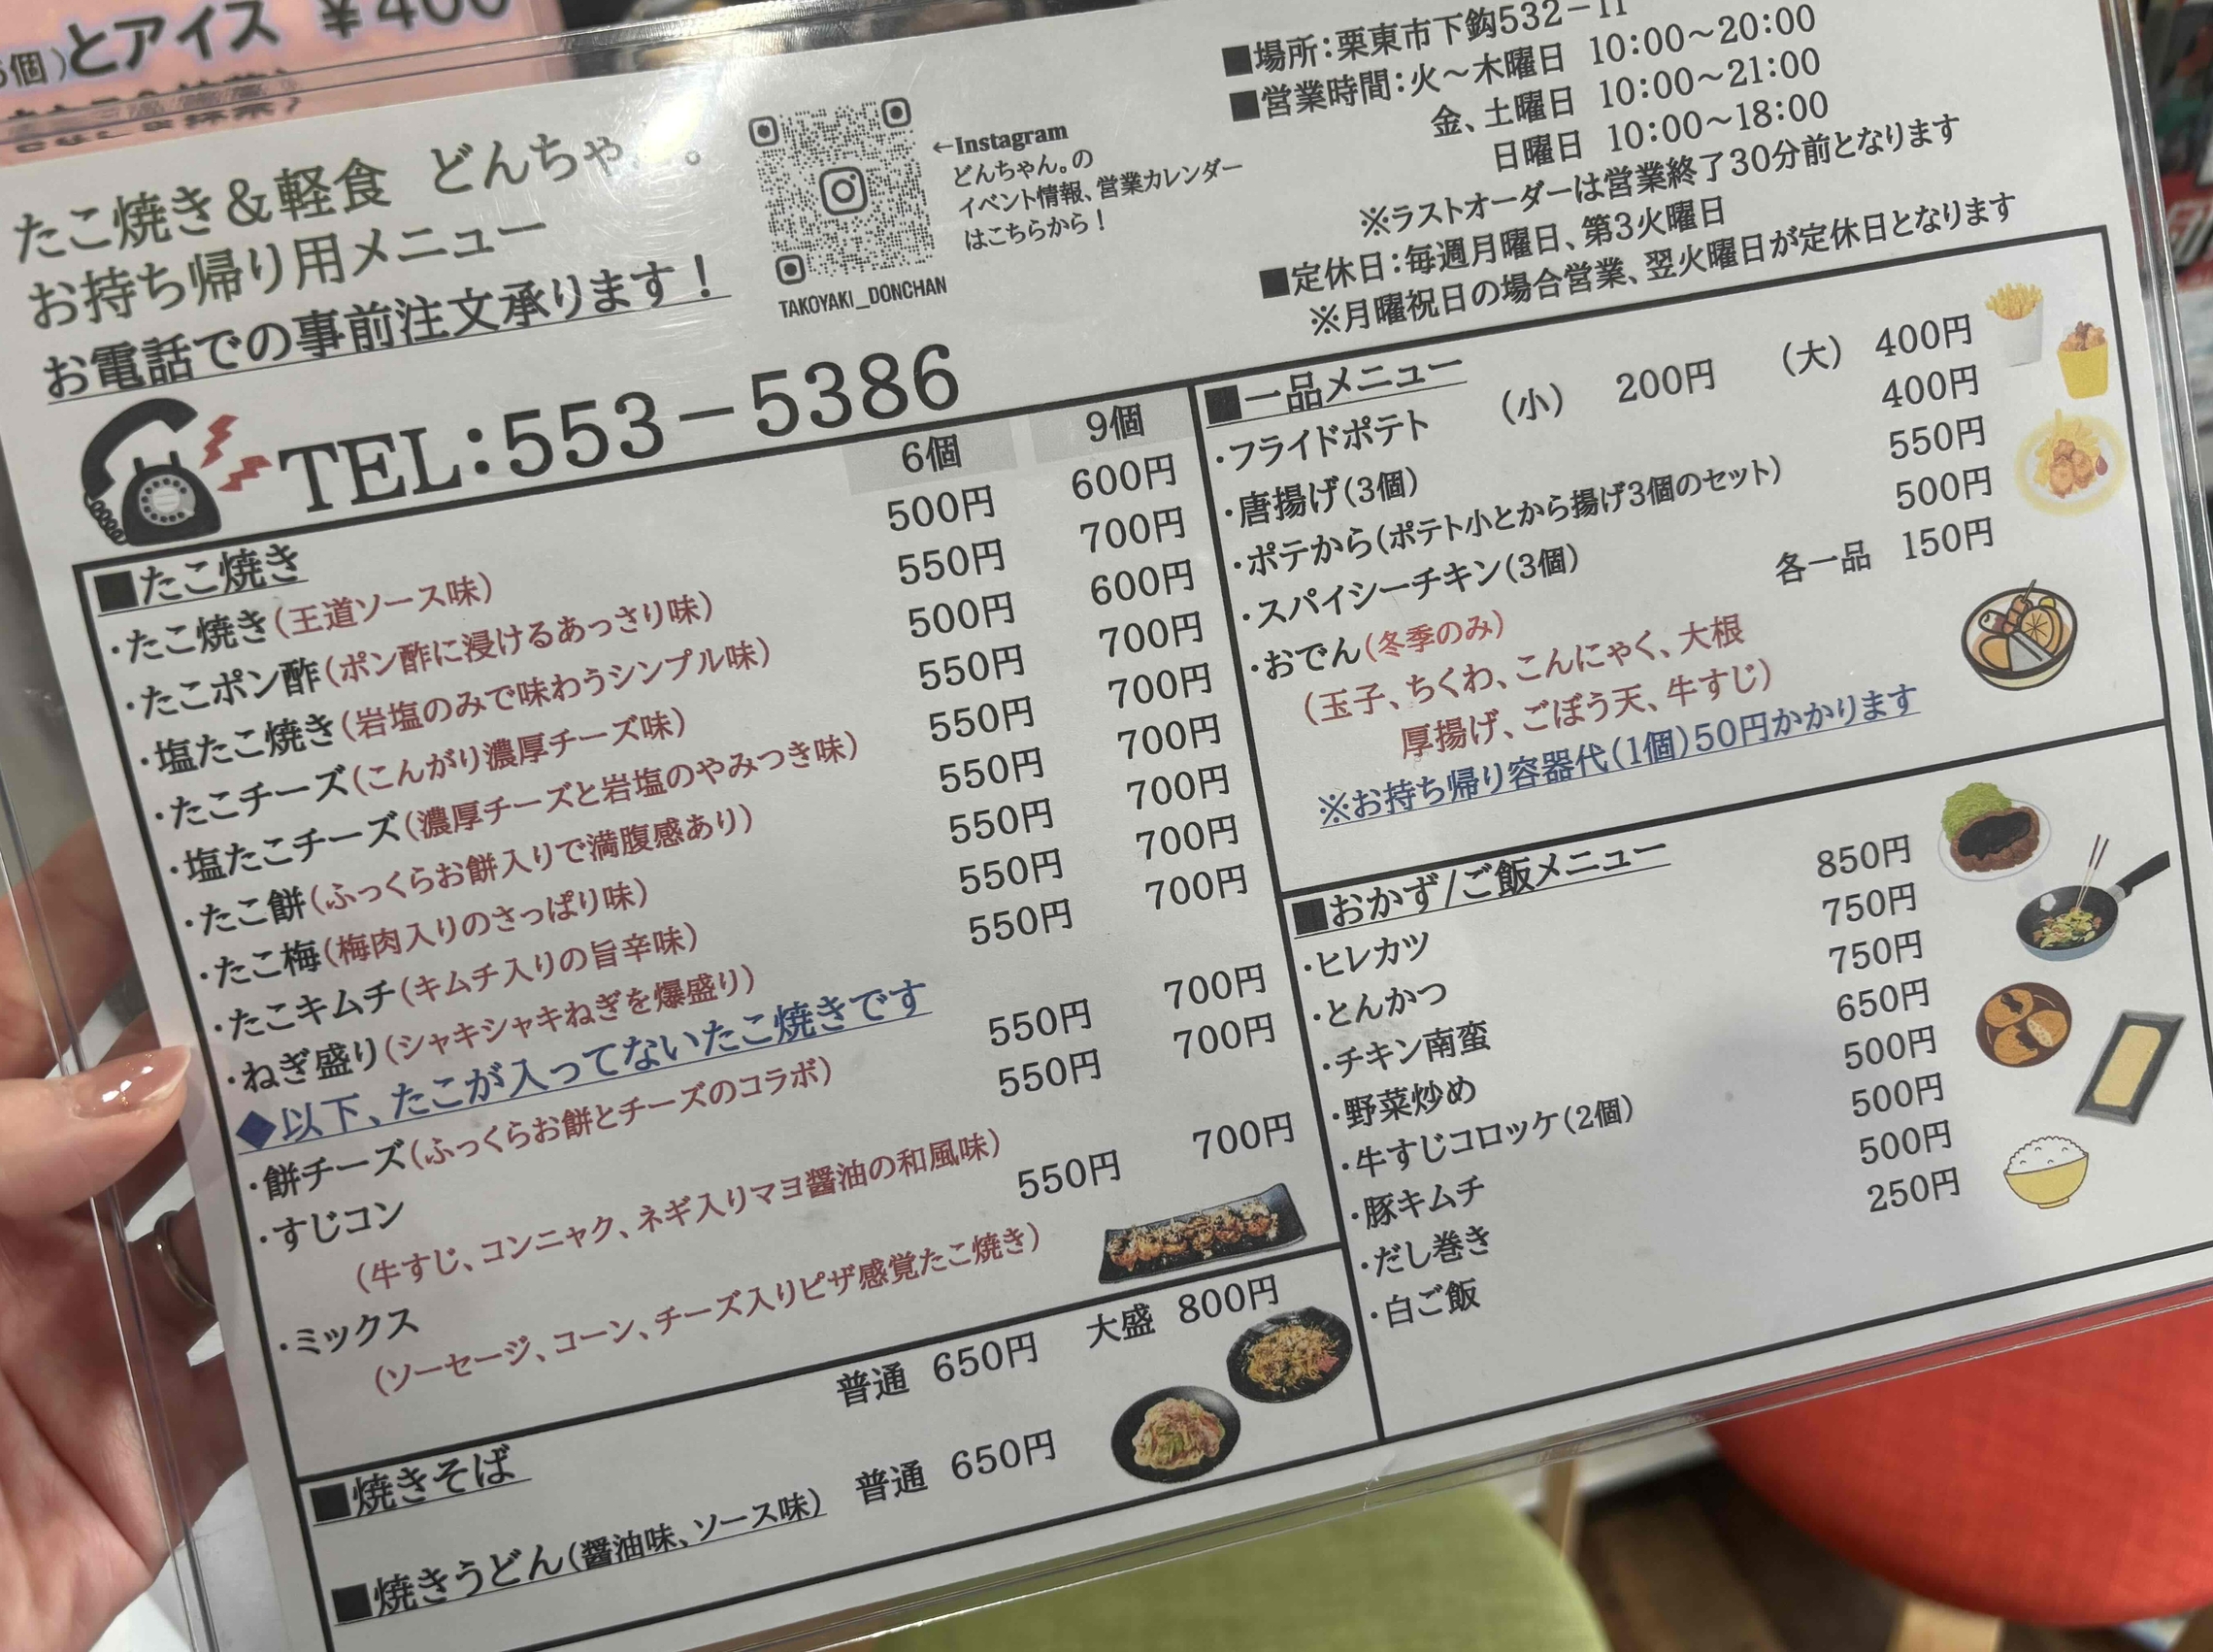 個)とアイス ¥400
たこ焼き&軽食 どんちゃ
お持ち帰り用メニュー
お電話での事前注文承ります!
TEL:553-5386
←Instagram
どんちゃん。の
イベント情報、営業カレンダー
はこちらから!
TAKOYAKI_DONCHAN
■場所:栗東市下鈎532-11
■営業時間:火~木曜日 10:00~20:00
金、土曜日 10:00~21:00
日曜日 10:00~18:00
※ラストオーダーは営業終了30分前となります
■定休日:毎週月曜日、第3火曜日
※月曜祝日の場合営業、翌火曜日が定休日となります
■たこ焼き 6個 9個
・たこ焼き(王道ソース味) 500円 600円
・たこポン酢(ポン酢に浸けるあっさり味) 550円 700円
・塩たこ焼き(岩塩のみで味わうシンプル味) 500円 600円
・たこチーズ(こんがり濃厚チーズ味) 550円 700円
・塩たこチーズ(濃厚チーズと岩塩のやみつき味) 550円 700円
・たこ餅(ふっくらお餅入りで満腹感あり) 550円 700円
・たこ梅(梅肉入りのさっぱり味) 550円 700円
・たこキムチ(キムチ入りの旨辛味) 550円 700円
・ねぎ盛り(シャキシャキねぎを爆盛り) 550円 700円
◆以下、たこが入ってないたこ焼きです
・餅チーズ(ふっくらお餅とチーズのコラボ) 550円 700円
・すじコン 550円 700円
(牛すじ、コンニャク、ネギ入りマヨ醤油の和風味)
・ミックス 550円 700円
(ソーセージ、コーン、チーズ入りピザ感覚たこ焼き)
■焼きそば 普通 650円 大盛 800円
■焼きうどん(醤油味、ソース味) 普通 650円
■一品メニュー
・フライドポテト (小) 200円 (大) 400円
・唐揚げ(3個) 400円
・ポテから(ポテト小とから揚げ3個のセット) 550円
・スパイシーチキン(3個) 500円
・おでん(冬季のみ) 各一品 150円
(玉子、ちくわ、こんにゃく、大根
厚揚げ、ごぼう天、牛すじ)
※お持ち帰り容器代(1個)50円かかります
■おかず/ご飯メニュー
・ヒレカツ 850円
・とんかつ 750円
・チキン南蛮 750円
・野菜炒め 650円
・牛すじコロッケ(2個) 500円
・豚キムチ 500円
・だし巻き 500円
・白ご飯 250円